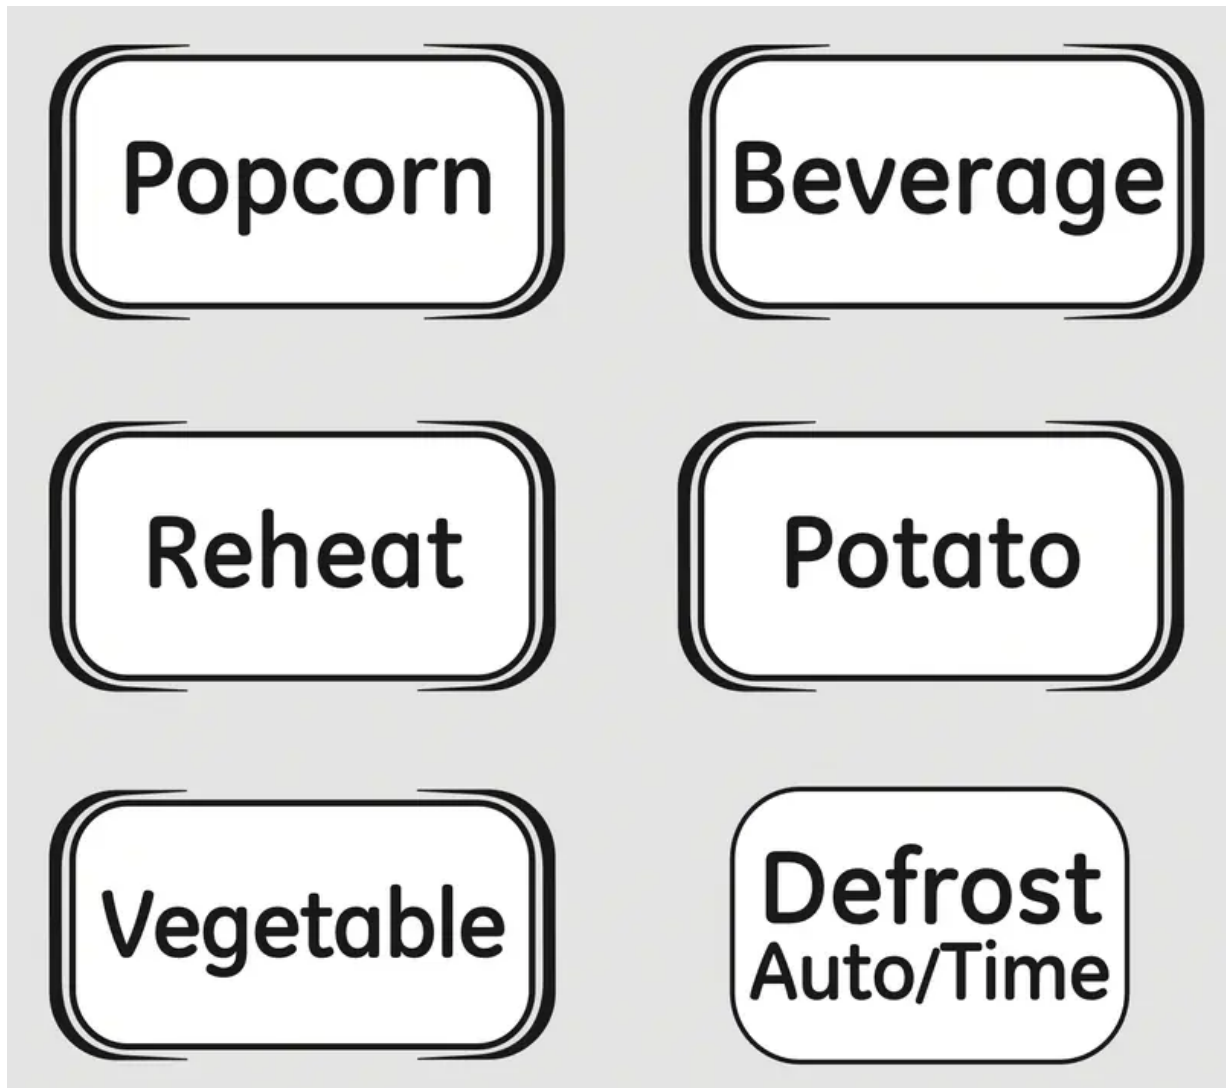 Popcorn
Beverage
Reheat
Potato
Vegetable
Defrost
Auto/Time